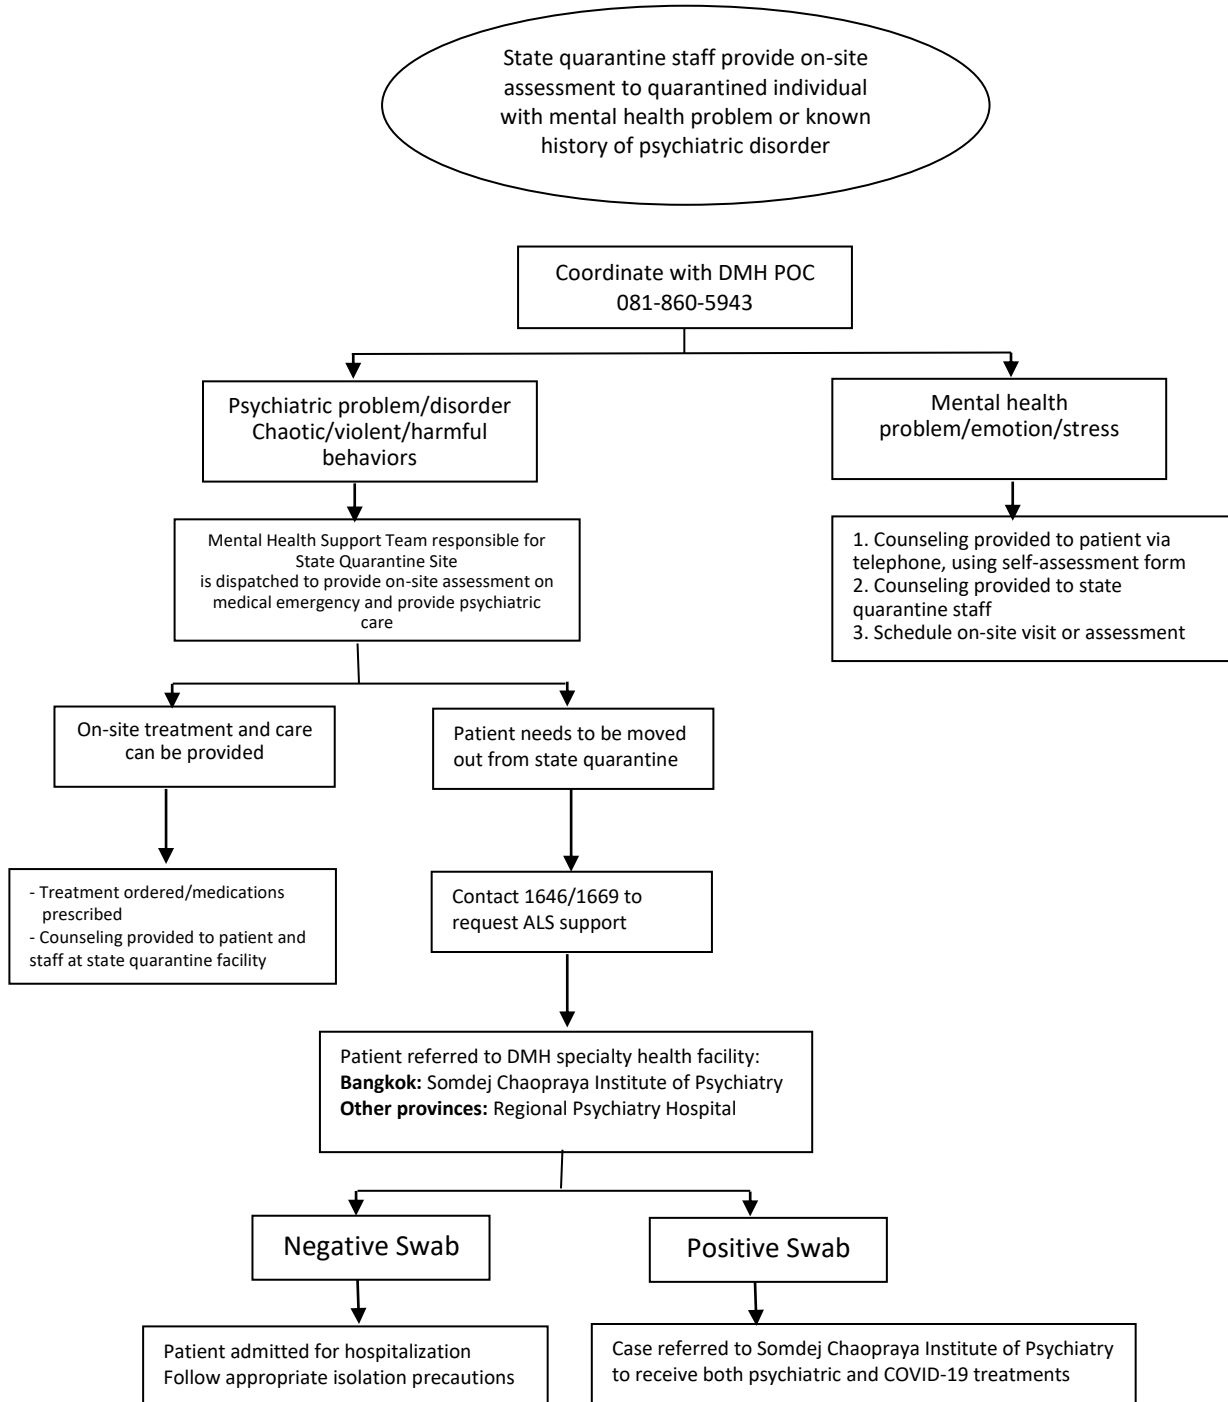 State quarantine staff provide on-site
assessment to quarantined individual
with mental health problem or known
history of psychiatric disorder
Coordinate with DMH POC
081-860-5943
Psychiatric problem/disorder
Chaotic/violent/harmful
behaviors
Mental health
problem/emotion/stress
Mental Health Support Team responsible for
State Quarantine Site
is dispatched to provide on-site assessment on
medical emergency and provide psychiatric
care
1. Counseling provided to patient via
telephone, using self-assessment form
2. Counseling provided to state
quarantine staff
3. Schedule on-site visit or assessment
On-site treatment and care
can be provided
Patient needs to be moved
out from state quarantine
- Treatment ordered/medications
prescribed
- Counseling provided to patient and
staff at state quarantine facility
Contact 1646/1669 to
request ALS support
Patient referred to DMH specialty health facility:
Bangkok: Somdej Chaopraya Institute of Psychiatry
Other provinces: Regional Psychiatry Hospital
Negative Swab
Positive Swab
Patient admitted for hospitalization
Follow appropriate isolation precautions
Case referred to Somdej Chaopraya Institute of Psychiatry
to receive both psychiatric and COVID-19 treatments